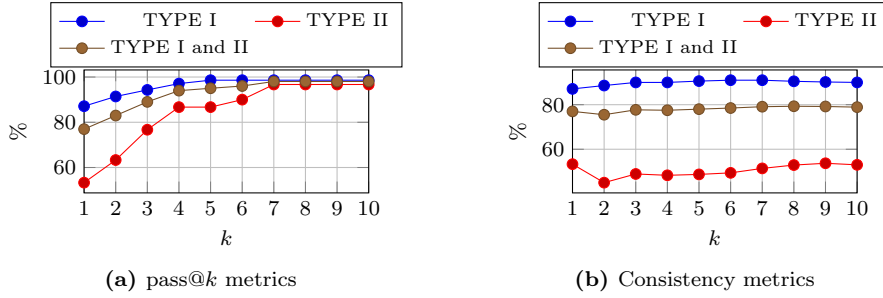 TYPE I TYPE II
TYPE I and II
100
80
60
%
1 2 3 4 5 6 7 8 9 10
k
(a) pass@k metrics
TYPE I TYPE II
TYPE I and II
80
60
%
1 2 3 4 5 6 7 8 9 10
k
(b) Consistency metrics